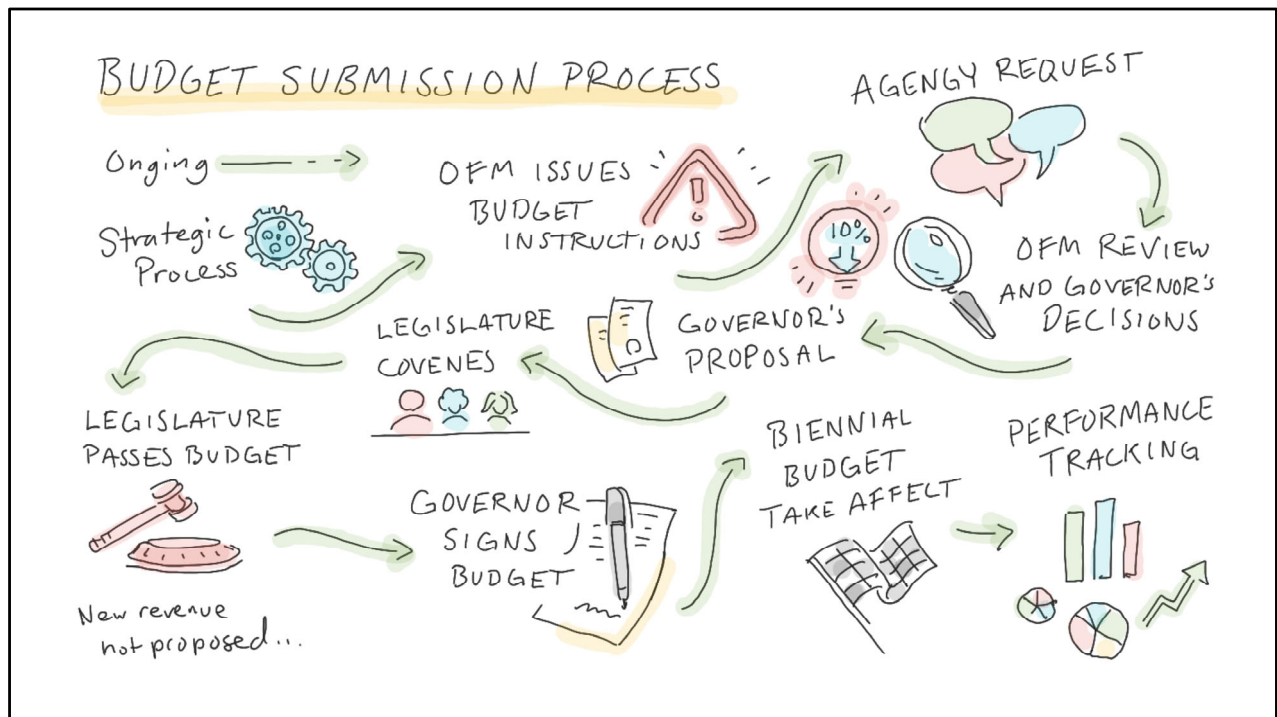 BUDGET SUBMISSION PROCESS
Onging
Strategic
Process
OFM ISSUES
BUDGET
INSTRUCTIONS
AGENGY REQUEST
10%
OFM REVIEW
AND GOVERNOR'S
DECISIONS
GOVERNOR'S
PROPOSAL
LEGISLATURE
COVENES
LEGISLATURE
PASSES BUDGET
New revenue
not proposed...
GOVERNOR
SIGNS
BUDGET
BIENNIAL
BUDGET
TAKE AFFECT
PERFORMANCE
TRACKING